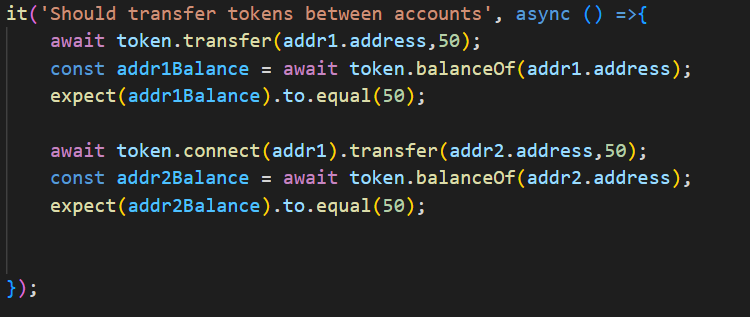 it('Should transfer tokens between accounts', async () =>{
    await token.transfer(addr1.address,50);
    const addr1Balance = await token.balanceOf(addr1.address);
    expect(addr1Balance).to.equal(50);

    await token.connect(addr1).transfer(addr2.address,50);
    const addr2Balance = await token.balanceOf(addr2.address);
    expect(addr2Balance).to.equal(50);


});